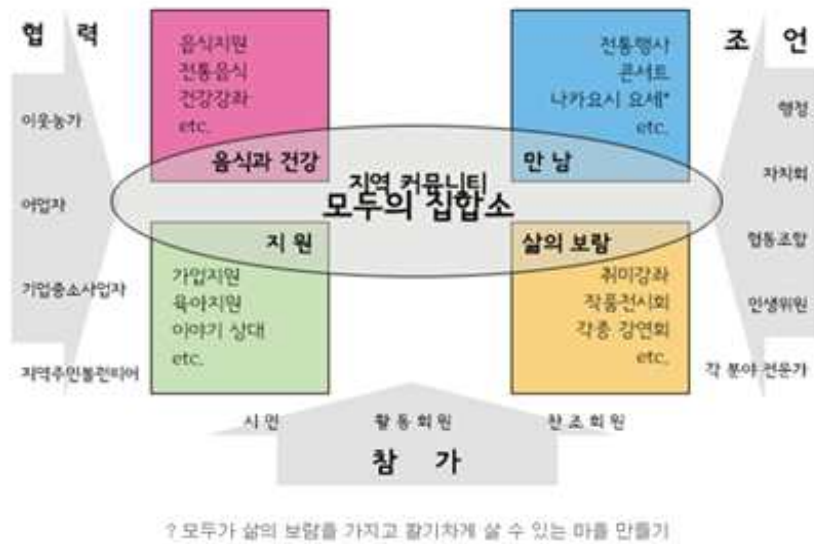 협 력
이웃농가
어업자
기업중소사업자
지역주민볼런티어
음식지원
전통음식
건강강좌
etc.
음식과 건강
전통행사
콘서트
나카요시 요세*
etc.
만 남
지역 커뮤니티
모두의 집합소
지 원
가업지원
육아지원
이야기 상대
etc.
삶의 보람
취미강좌
작품전시회
각종 강연회
etc.
조 언
행정
자치회
협동조합
민생위원
각 분야 전문가
시민 활동회원 찬조회원
참 가
? 모두가 삶의 보람을 가지고 활기차게 살 수 있는 마을 만들기